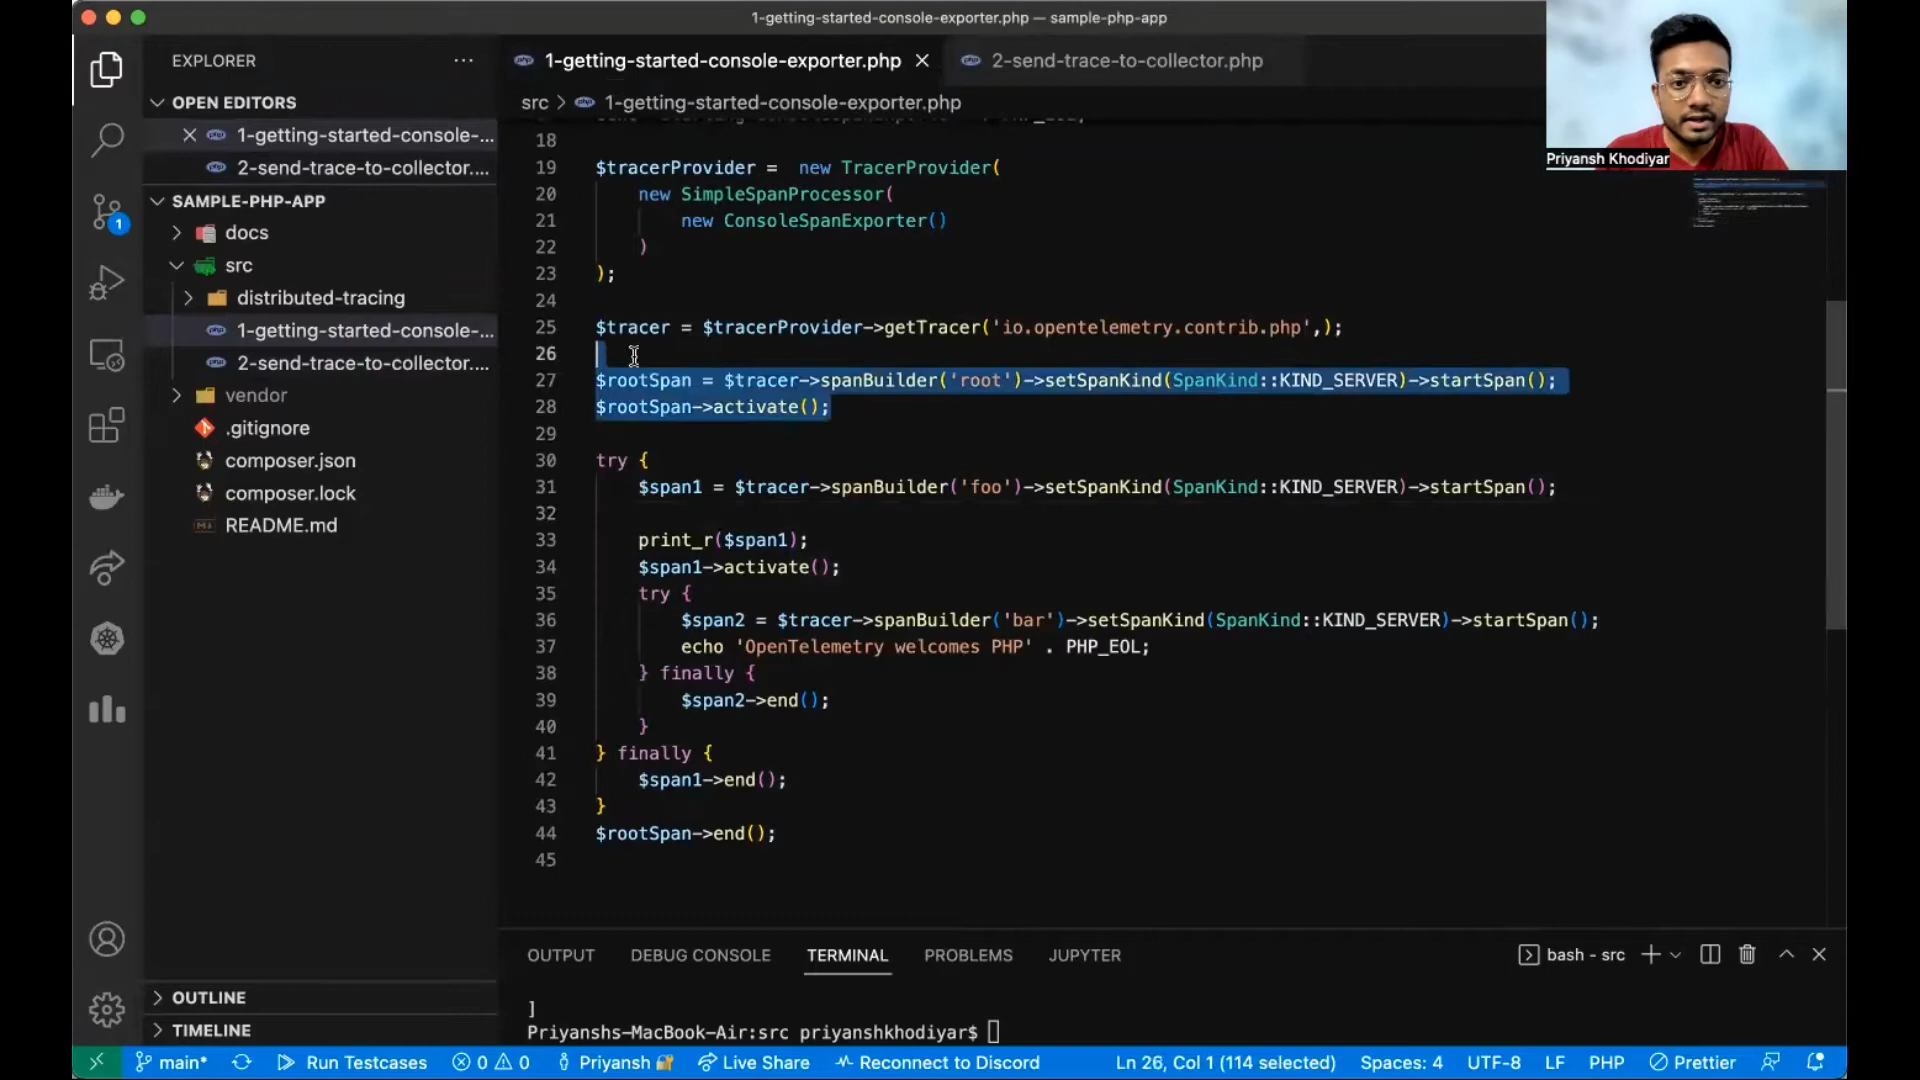 1-getting-started-console-exporter.php — sample-php-app
EXPLORER
OPEN EDITORS
1-getting-started-console-...
2-send-trace-to-collector....
SAMPLE-PHP-APP
docs
src
distributed-tracing
1-getting-started-console-...
2-send-trace-to-collector....
vendor
.gitignore
composer.json
composer.lock
README.md
OUTLINE
TIMELINE
1
1-getting-started-console-exporter.php
2-send-trace-to-collector.php
src > 1-getting-started-console-exporter.php
Priyansh Khodiyar
18
19 $tracerProvider = new TracerProvider(
20 new SimpleSpanProcessor(
21 new ConsoleSpanExporter()
22 )
23 );
24
25 $tracer = $tracerProvider->getTracer('io.opentelemetry.contrib.php',);
26
27 $rootSpan = $tracer->spanBuilder('root')->setSpanKind(SpanKind::KIND_SERVER)->startSpan();
28 $rootSpan->activate();
29
30 try {
31 $span1 = $tracer->spanBuilder('foo')->setSpanKind(SpanKind::KIND_SERVER)->startSpan();
32
33 print_r($span1);
34 $span1->activate();
35 try {
36 $span2 = $tracer->spanBuilder('bar')->setSpanKind(SpanKind::KIND_SERVER)->startSpan();
37 echo 'OpenTelemetry welcomes PHP' . PHP_EOL;
38 } finally {
39 $span2->end();
40 }
41 } finally {
42 $span1->end();
43 }
44 $rootSpan->end();
45
OUTPUT DEBUG CONSOLE TERMINAL PROBLEMS JUPYTER
bash - src
]
Priyanshs-MacBook-Air:src priyanshkhodiyar$
main* Run Testcases 0 0 Priyansh Live Share Reconnect to Discord Ln 26, Col 1 (114 selected) Spaces: 4 UTF-8 LF PHP Prettier